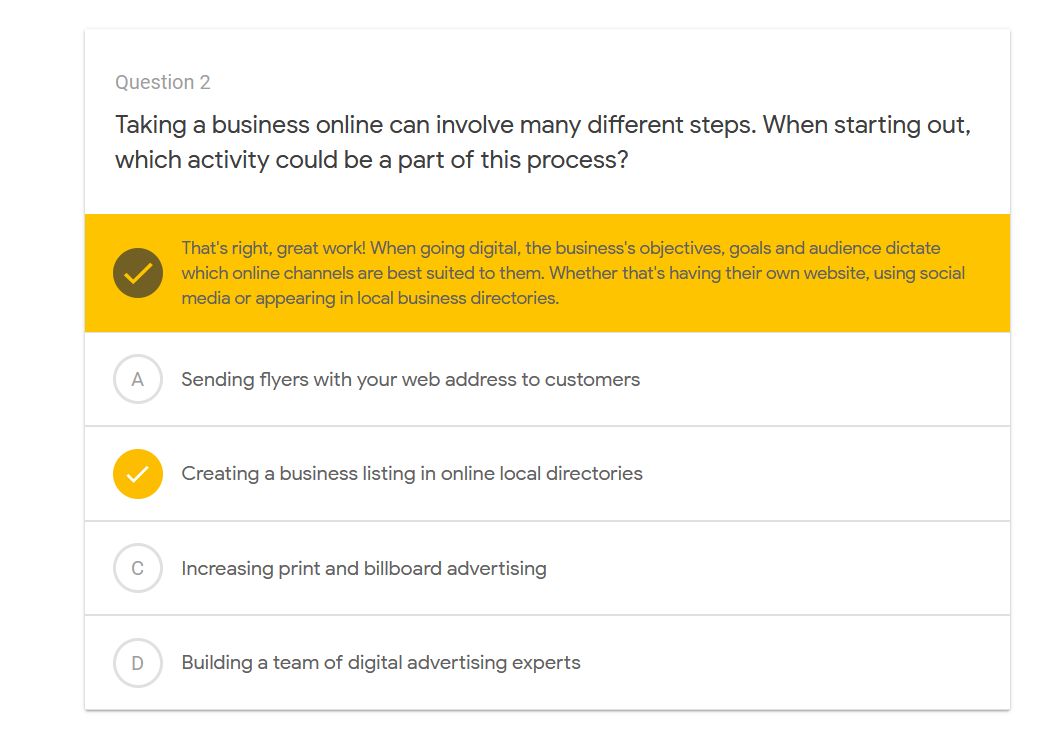 Question 2
Taking a business online can involve many different steps. When starting out,
which activity could be a part of this process?
That's right, great work! When going digital, the business's objectives, goals and audience dictate
which online channels are best suited to them. Whether that's having their own website, using social
media or appearing in local business directories.
A Sending flyers with your web address to customers
Creating a business listing in online local directories
C Increasing print and billboard advertising
D Building a team of digital advertising experts